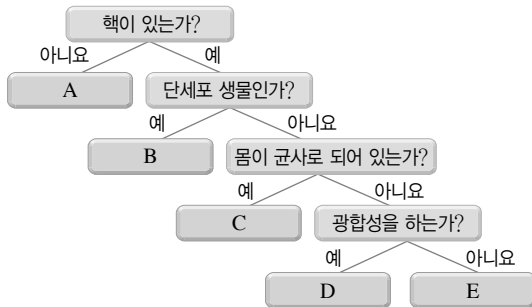 핵이 있는가?
아니요 예
A 단세포 생물인가?
예 아니요
B 몸이 균사로 되어 있는가?
예 아니요
C 광합성을 하는가?
예 아니요
D E